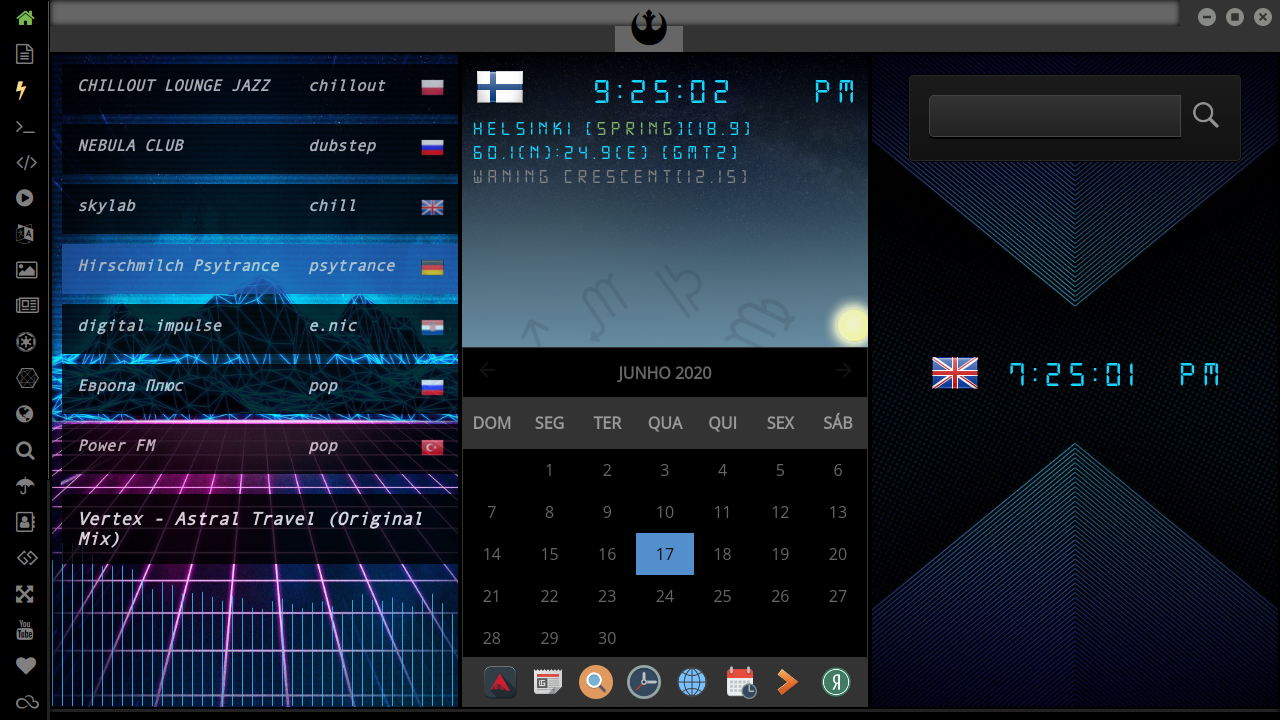 CHILLOUT LOUNGE JAZZ chillout
NEBULA CLUB dubstep
skylab chill
Hirschmilch Psytrance psytrance
digital impulse e.nic
Европа Плюс pop
Power FM pop
Vertex - Astral Travel (Original
Mix)
9:25:02 PM
HELSINKI [SPRING][18.9]
60.1(N):24.9(E) [GMT2]
WANING CRESCENT[12.15]
JUNHO 2020
DOM SEG TER QUA QUI SEX SÁB
1 2 3 4 5 6
7 8 9 10 11 12 13
14 15 16 17 18 19 20
21 22 23 24 25 26 27
28 29 30
Я
7:25:01 PM
You
Tube